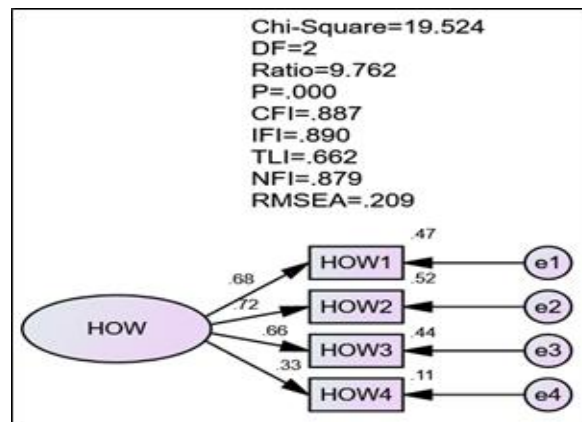 Chi-Square=19.524
DF=2
Ratio=9.762
P=.000
CFI=.887
IFI=.890
TLI=.662
NFI=.879
RMSEA=.209
.47
.68
HOW1
e1
.52
.72
HOW2
e2
HOW
.44
.66
HOW3
e3
.11
.33
HOW4
e4